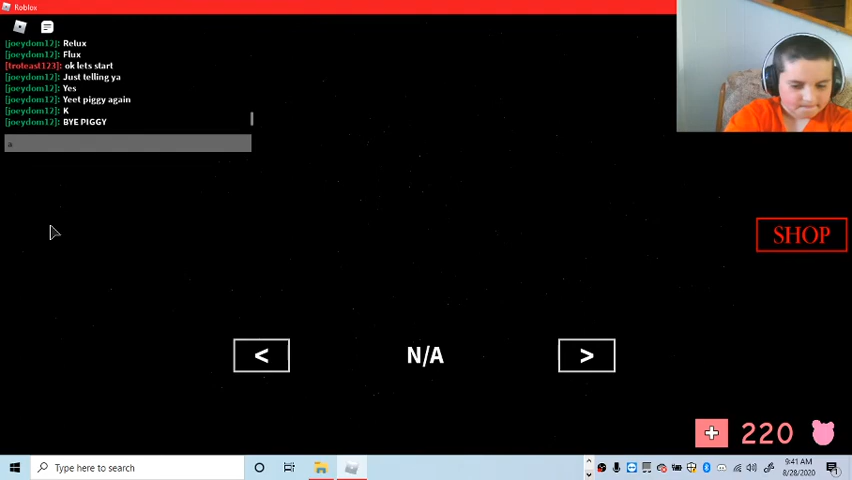 Roblox
[joeydom12]: Relux
[joeydom12]: Flux
[troteast123]: ok lets start
[joeydom12]: Just telling ya
[joeydom12]: Yes
[joeydom12]: Yeet piggy again
[joeydom12]: K
[joeydom12]: BYE PIGGY
a
SHOP
< N/A >
+ 220
Type here to search
9:41 AM
8/28/2020